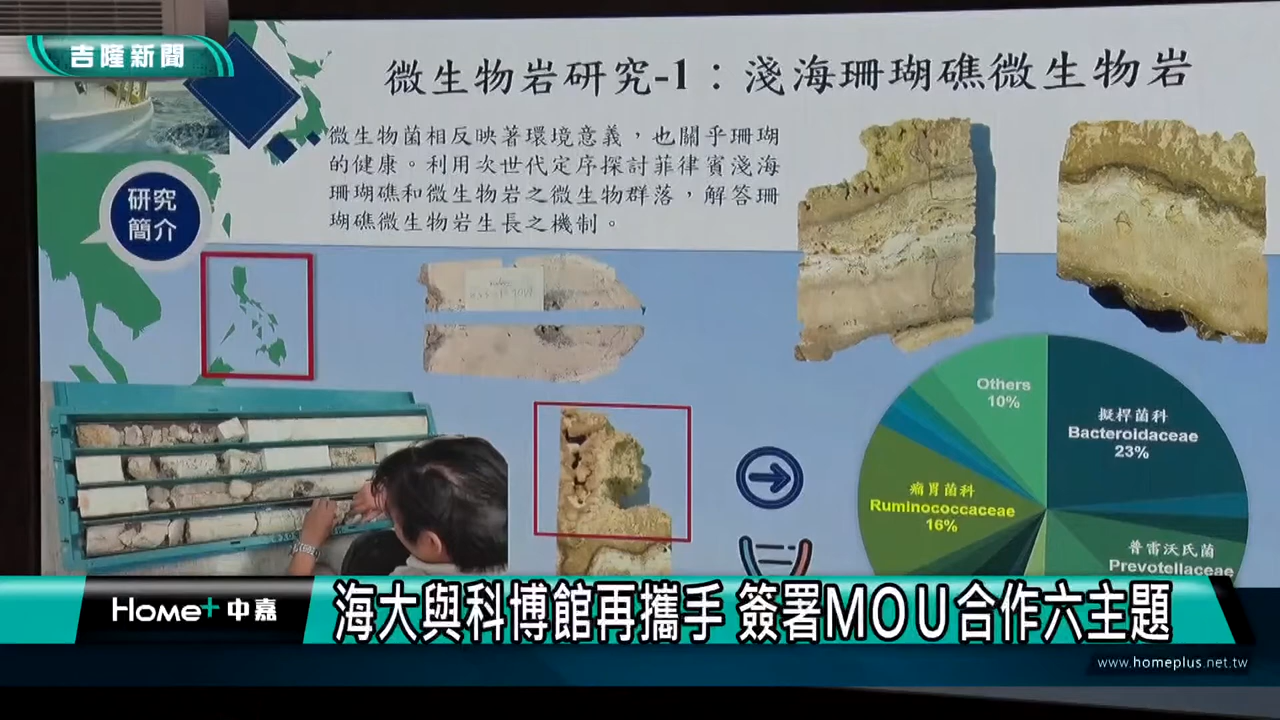 吉隆新聞
微生物岩研究-1：淺海珊瑚礁微生物岩
微生物菌相反映著環境意義，也關乎珊瑚
的健康。利用次世代定序探討菲律賓淺海
珊瑚礁和微生物岩之微生物群落，解答珊
瑚礁微生物岩生長之機制。
研究
簡介
Others
10%
擬桿菌科
Bacteroidaceae
23%
瘤胃菌科
Ruminococcaceae
16%
普雷沃氏菌
Prevotellaceae
Home+中嘉
海大與科博館再攜手 簽署MOU合作六主題
www.homeplus.net.tw